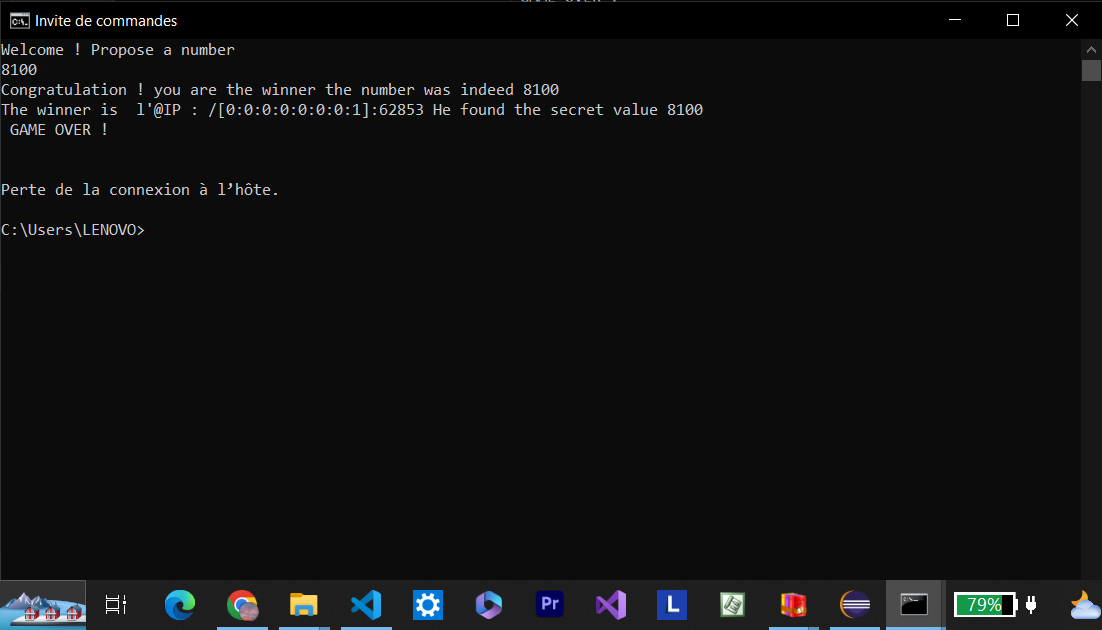 Invite de commandes
Welcome ! Propose a number
8100
Congratulation ! you are the winner the number was indeed 8100
The winner is  l'@IP : /[0:0:0:0:0:0:0:1]:62853 He found the secret value 8100
 GAME OVER !
Perte de la connexion à l’hôte.
C:\Users\LENOVO>
Pr
L
79%